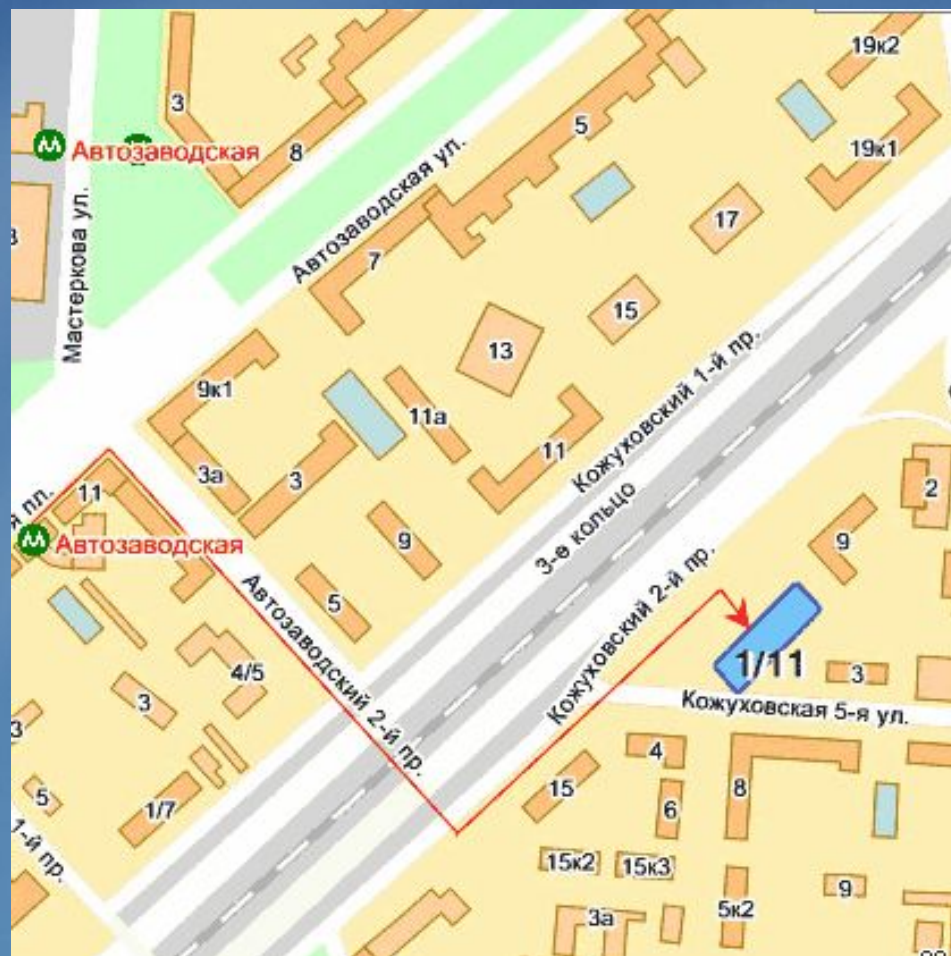 19к2
3
5
Автозаводская
8
19к1
Автозаводская ул.
17
Мастеркова ул.
7
15
13
Кожуховский 1-й пр.
9к1
11а
11
3а
3
11
я пл.
2
3-е кольцо
9
9
Автозаводская
Кожуховский 2-й пр.
5
Автозаводский 2-й пр.
1/11
4/5
3
3
Кожуховская 5-я ул.
3
4
15
8
5
1/7
6
1-й пр.
15к2
15к3
9
5к2
3а